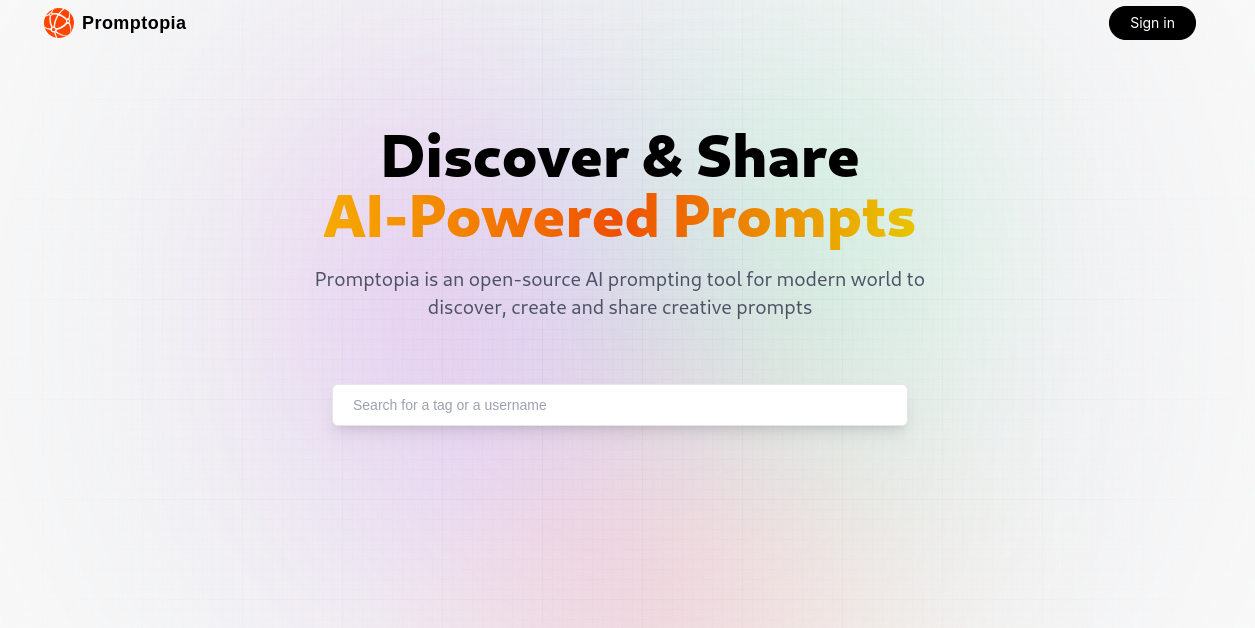 Promptopia
Sign in
Discover & Share
AI-Powered Prompts
Promptopia is an open-source AI prompting tool for modern world to
discover, create and share creative prompts
Search for a tag or a username